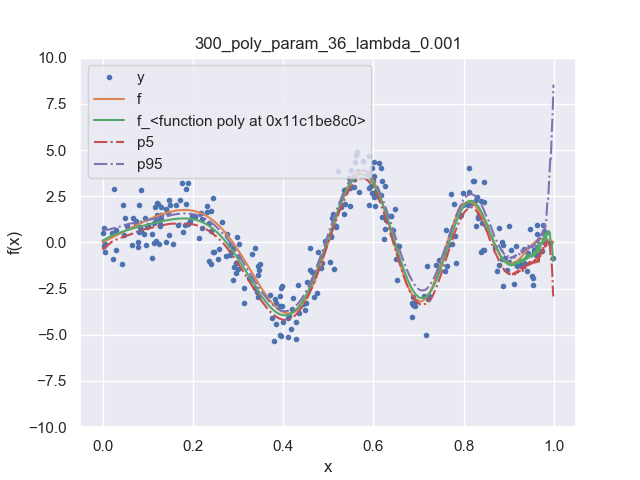 300_poly_param_36_lambda_0.001
10.0
7.5
5.0
2.5
0.0
−2.5
−5.0
−7.5
−10.0
f(x)
y
f
f_<function poly at 0x11c1be8c0>
p5
p95
0.0 0.2 0.4 0.6 0.8 1.0
x